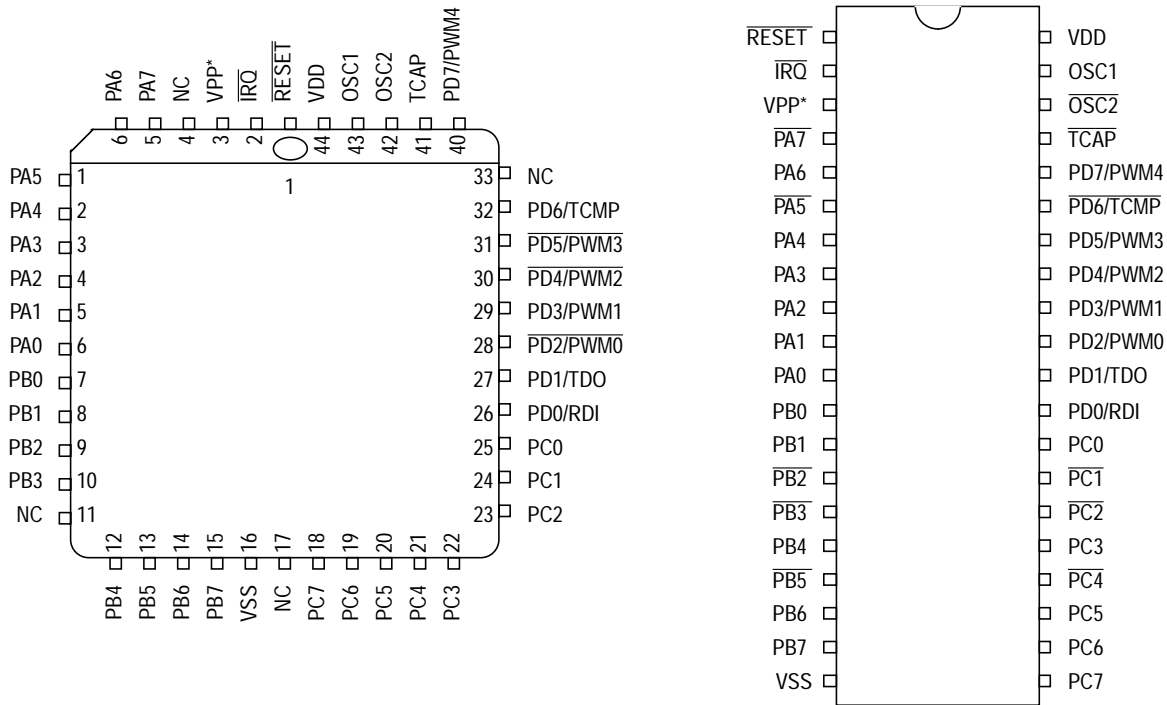 PA6 PA7 NC VPP* IRQ RESET VDD OSC1 OSC2 TCAP PD7/PWM4
6 5 4 3 2 44 43 42 41 40
1
PA5 1 33 NC
PA4 2 32 PD6/TCMP
PA3 3 31 PD5/PWM3
PA2 4 30 PD4/PWM2
PA1 5 29 PD3/PWM1
PA0 6 28 PD2/PWM0
PB0 7 27 PD1/TDO
PB1 8 26 PD0/RDI
PB2 9 25 PC0
PB3 10 24 PC1
NC 11 23 PC2
12 13 14 15 16 17 18 19 20 21 22
PB4 PB5 PB6 PB7 VSS NC PC7 PC6 PC5 PC4 PC3
RESET VDD
IRQ OSC1
VPP* OSC2
PA7 TCAP
PA6 PD7/PWM4
PA5 PD6/TCMP
PA4 PD5/PWM3
PA3 PD4/PWM2
PA2 PD3/PWM1
PA1 PD2/PWM0
PA0 PD1/TDO
PB0 PD0/RDI
PB1 PC0
PB2 PC1
PB3 PC2
PB4 PC3
PB5 PC4
PB6 PC5
PB7 PC6
VSS PC7